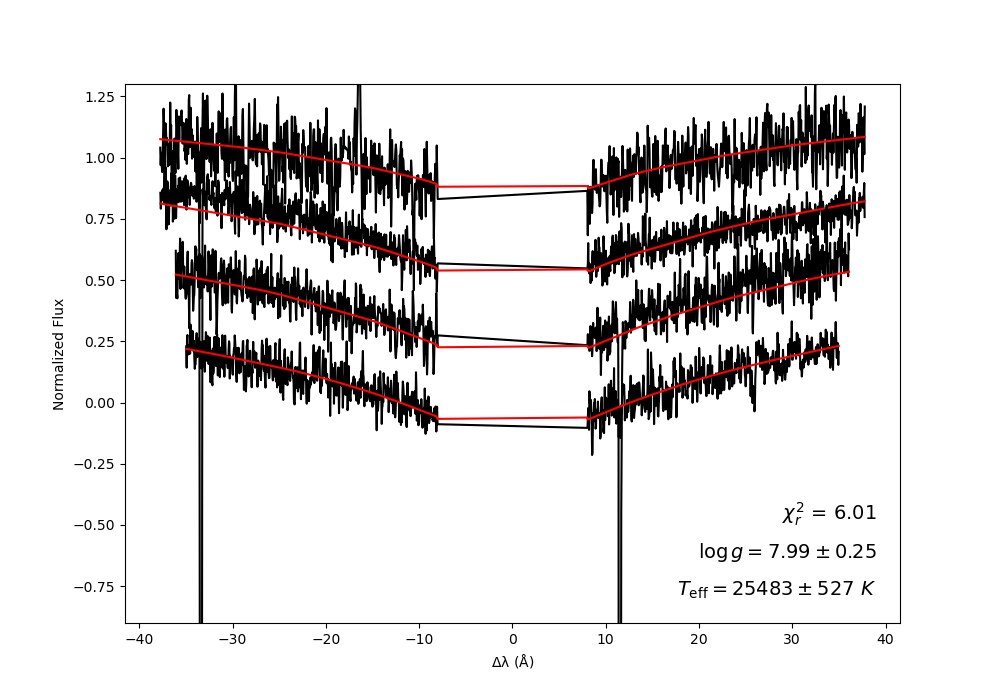 1.25
1.00
0.75
0.50
0.25
0.00
−0.25
−0.50
−0.75
Normalized Flux
χ²ᵣ = 6.01
log g = 7.99 ± 0.25
T_eff = 25483 ± 527 K
−40 −30 −20 −10 0 10 20 30 40
Δλ (Å)